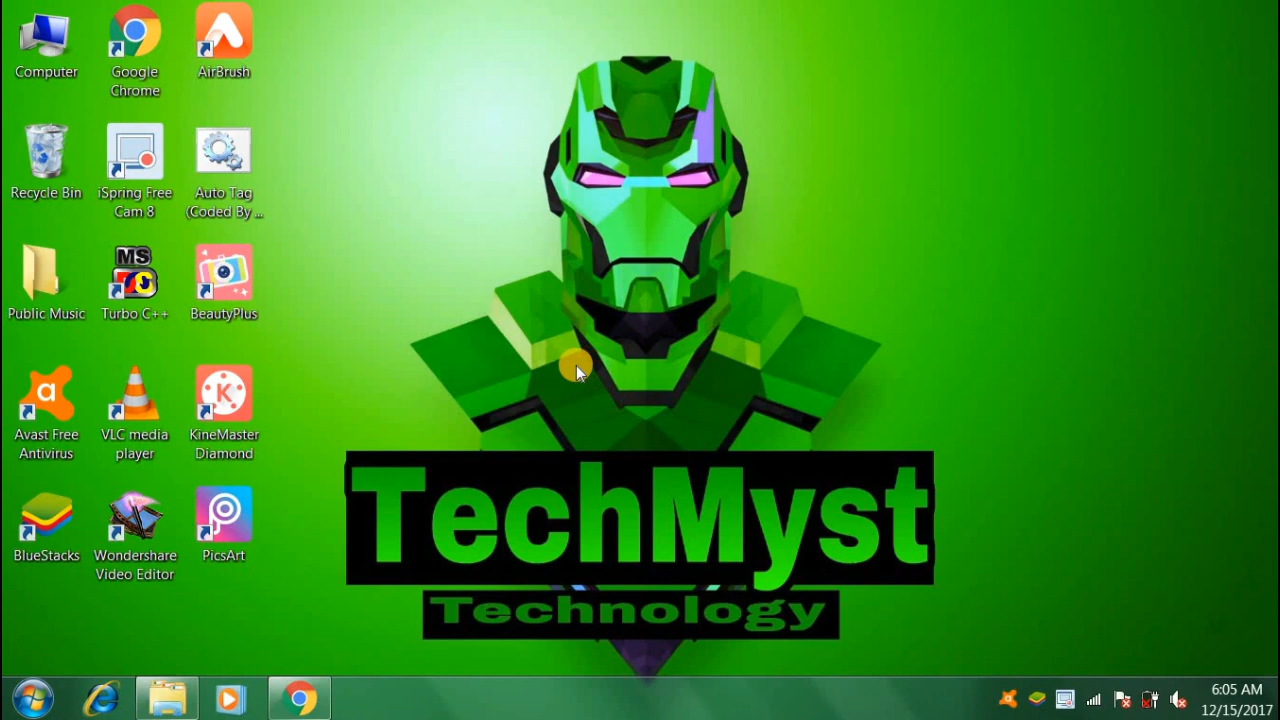 Computer
Google
Chrome
AirBrush
Recycle Bin
iSpring Free
Cam 8
Auto Tag
(Coded By ...
Public Music
MS
Turbo C++
BeautyPlus
a
Avast Free
Antivirus
VLC media
player
K
KineMaster
Diamond
BlueStacks
Wondershare
Video Editor
PicsArt
TechMyst
Technology
6:05 AM
12/15/2017